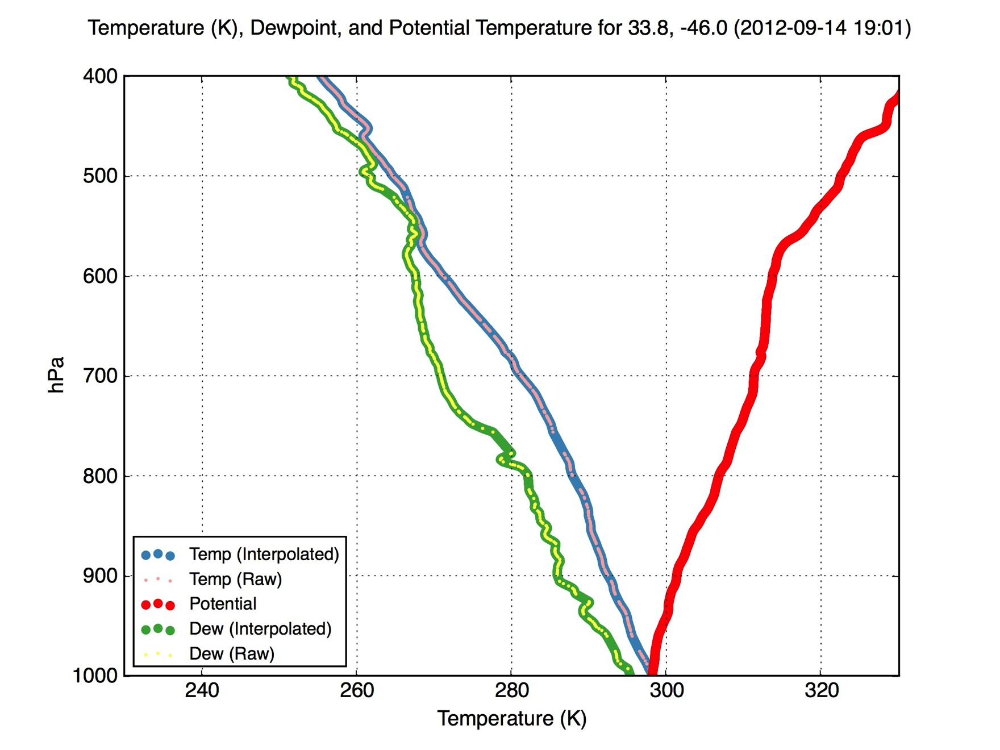 Temperature (K), Dewpoint, and Potential Temperature for 33.8, -46.0 (2012-09-14 19:01)
400
500
600
700
800
900
1000
hPa
Temp (Interpolated)
Temp (Raw)
Potential
Dew (Interpolated)
Dew (Raw)
240 260 280 300 320
Temperature (K)